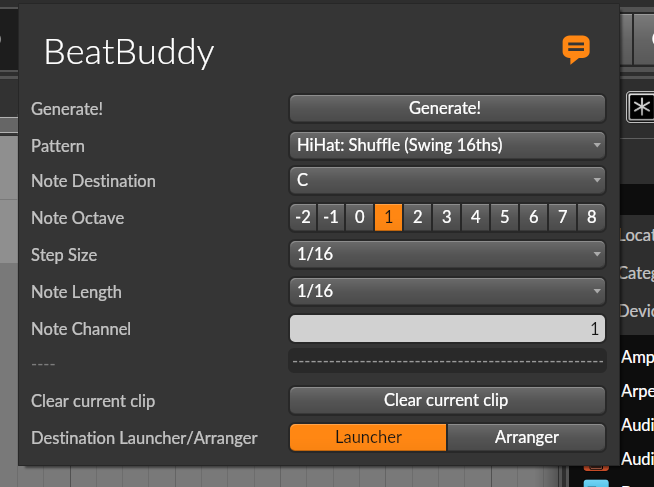 BeatBuddy
Generate! Generate!
Pattern HiHat: Shuffle (Swing 16ths)
Note Destination C
Note Octave -2 -1 0 1 2 3 4 5 6 7 8
Step Size 1/16
Note Length 1/16
Note Channel 1
---- ----------------------------------------------------
Clear current clip Clear current clip
Destination Launcher/Arranger Launcher Arranger
Locat
Categ
Devic
Amp
Arpe
Audi
Audi